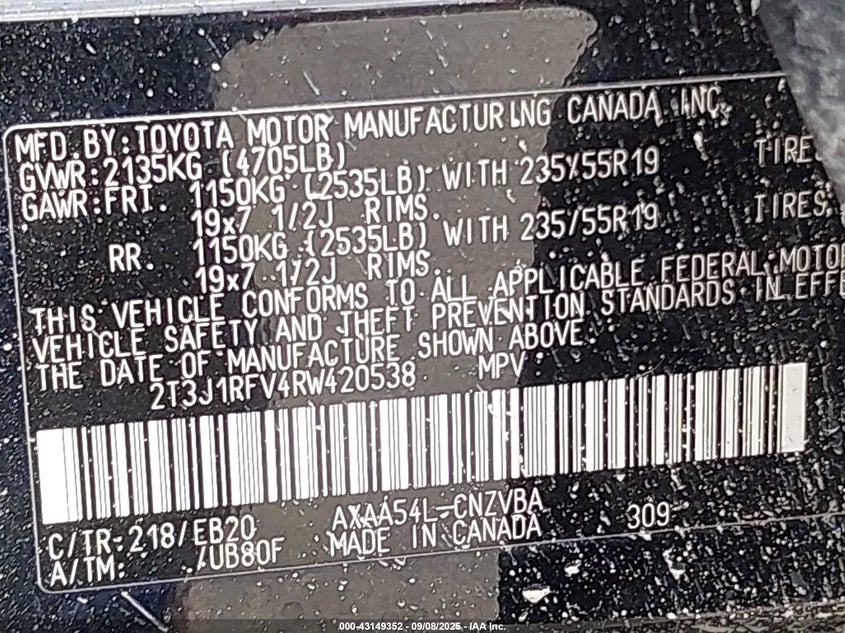 MFD.BY:TOYOTA MOTOR MANUFACTURING CANADA INC.
GVWR:2135KG (4705LB)
GAWR:FRT. 1150KG (2535LB) WITH 235/55R19 TIRES
19x7 1/2J RIMS.
RR. 1150KG (2535LB) WITH 235/55R19 TIRES,
19x7 1/2J RIMS.
THIS VEHICLE CONFORMS TO ALL APPLICABLE FEDERAL MOTOR
VEHICLE SAFETY AND THEFT PREVENTION STANDARDS IN EFFE
THE DATE OF MANUFACTURE SHOWN ABOVE.
2T3J1RFV4RW420538 MPV
C/TR:218/EB20 AXAA54L-CNZVBA 309
A/TM: /UB80F MADE IN CANADA
000-43149352 - 09/08/2025 - IAA Inc.